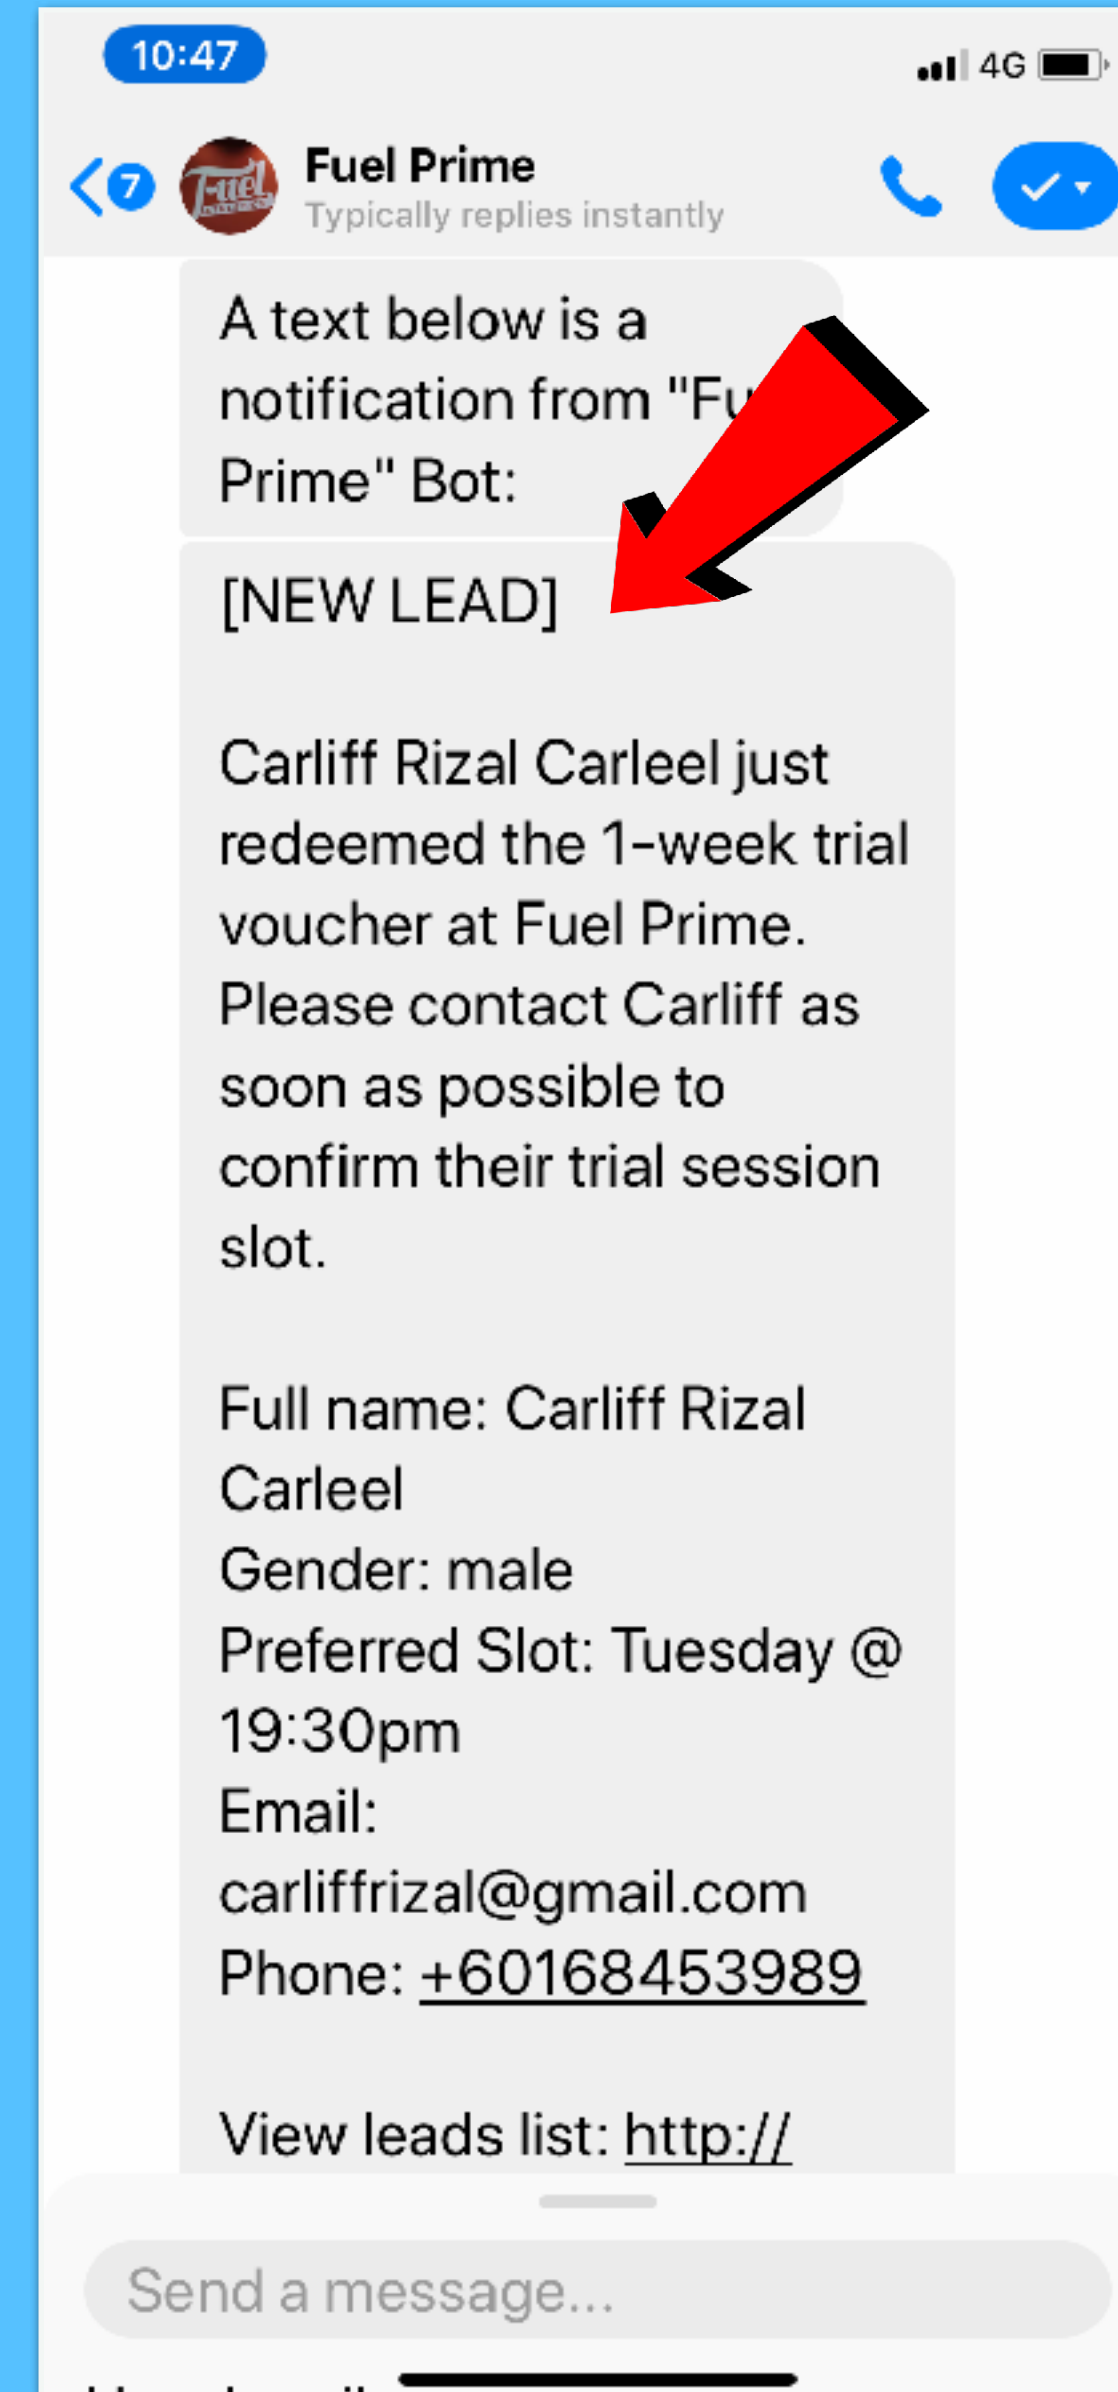 10:47
4G
7
Fuel Prime
Typically replies instantly
Fuel
A text below is a
notification from "Fu
Prime" Bot:
[NEW LEAD]
Carliff Rizal Carleel just
redeemed the 1-week trial
voucher at Fuel Prime.
Please contact Carliff as
soon as possible to
confirm their trial session
slot.
Full name: Carliff Rizal
Carleel
Gender: male
Preferred Slot: Tuesday @
19:30pm
Email:
carliffrizal@gmail.com
Phone: +60168453989
View leads list: http://
Send a message...